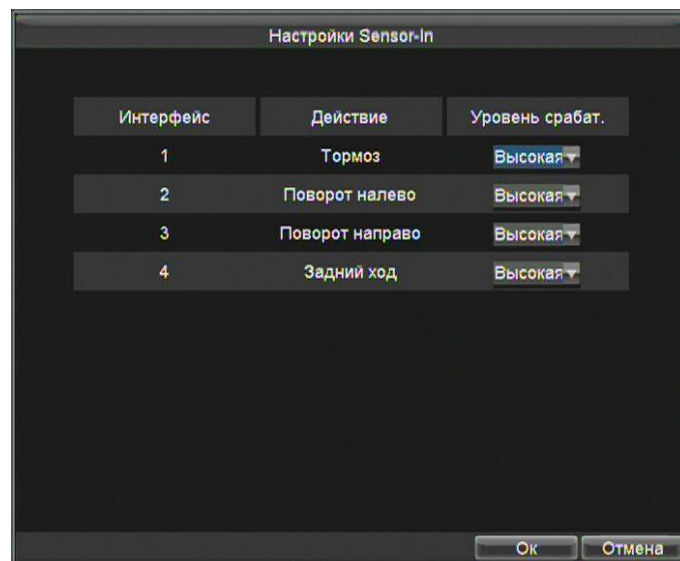 Настройки Sensor-In
Интерфейс Действие Уровень срабат.
1 Тормоз Высокая
2 Поворот налево Высокая
3 Поворот направо Высокая
4 Задний ход Высокая
Ок Отмена